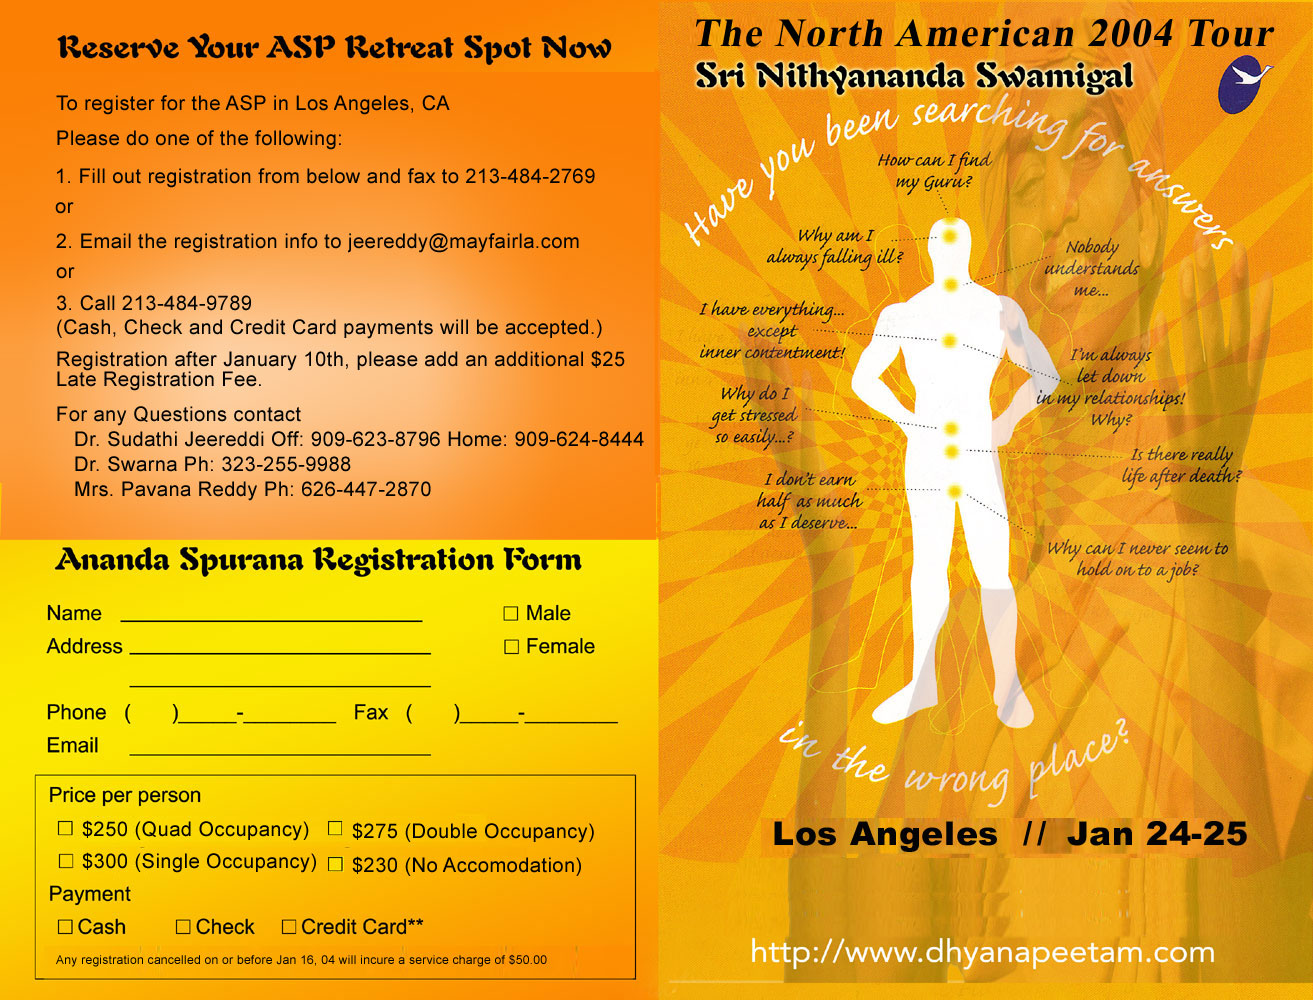 Reserve Your ASP Retreat Spot Now
To register for the ASP in Los Angeles, CA
Please do one of the following:
1. Fill out registration from below and fax to 213-484-2769
or
2. Email the registration info to jeereddy@mayfairla.com
or
3. Call 213-484-9789
(Cash, Check and Credit Card payments will be accepted.)
Registration after January 10th, please add an additional $25
Late Registration Fee.
For any Questions contact
Dr. Sudathi Jeereddi Off: 909-623-8796 Home: 909-624-8444
Dr. Swarna Ph: 323-255-9988
Mrs. Pavana Reddy Ph: 626-447-2870
Ananda Spurana Registration Form
Name ☐ Male
Address ☐ Female
Phone ( )_____-________ Fax ( )_____-________
Email
Price per person
☐ $250 (Quad Occupancy) ☐ $275 (Double Occupancy)
☐ $300 (Single Occupancy) ☐ $230 (No Accomodation)
Payment
☐ Cash ☐ Check ☐ Credit Card**
Any registration cancelled on or before Jan 16, 04 will incure a service charge of $50.00
The North American 2004 Tour
Sri Nithyananda Swamigal
Have you been searching for answers
How can I find
my Guru?
Why am I
always falling ill?
Nobody
understands
me...
I have everything...
except
inner contentment!
I'm always
let down
in my relationships!
Why?
Why do I
get stressed
so easily...?
Is there really
life after death?
I don't earn
half as much
as I deserve...
Why can I never seem to
hold on to a job?
in the wrong place?
Los Angeles // Jan 24-25
http://www.dhyanapeetam.com